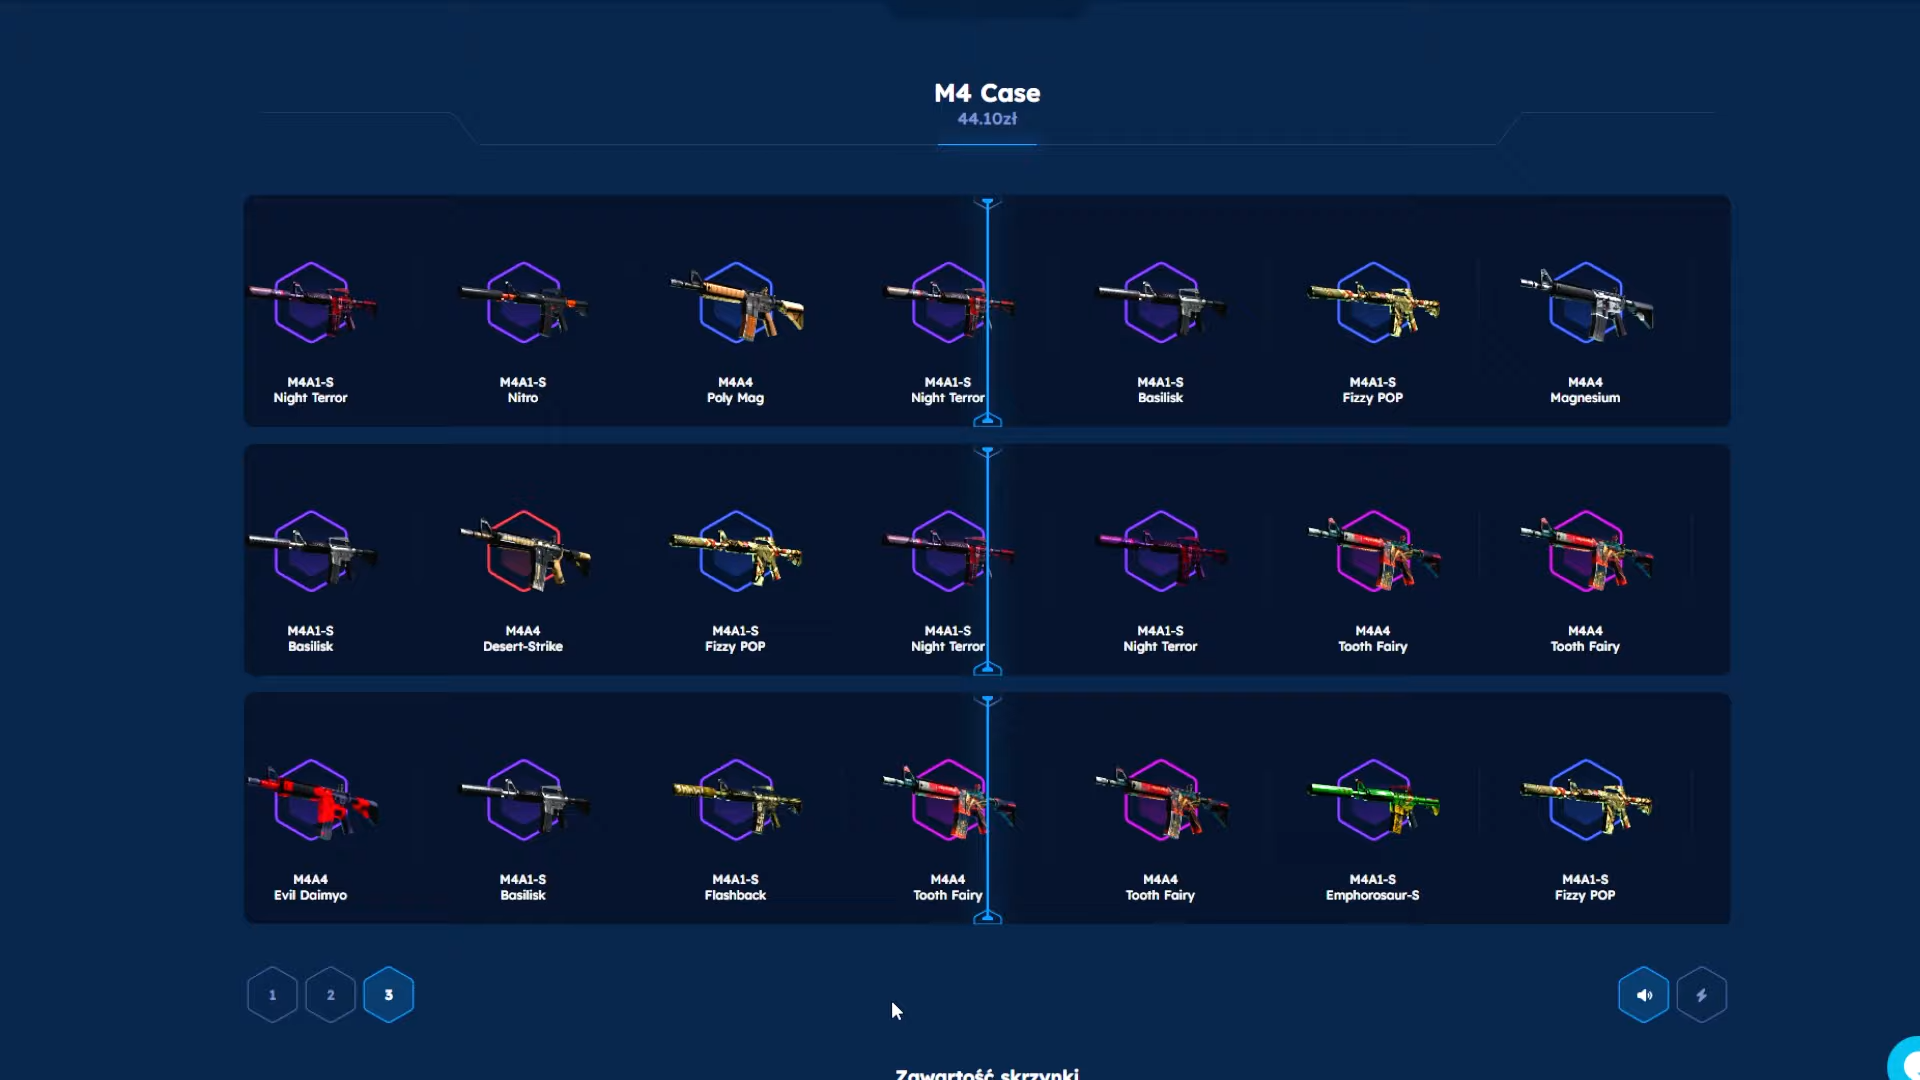 M4 Case
44.10zł
M4A1-S
Night Terror
M4A1-S
Nitro
M4A4
Poly Mag
M4A1-S
Night Terror
M4A1-S
Basilisk
M4A1-S
Fizzy POP
M4A4
Magnesium
M4A1-S
Basilisk
M4A4
Desert-Strike
M4A1-S
Fizzy POP
M4A1-S
Night Terror
M4A1-S
Night Terror
M4A4
Tooth Fairy
M4A4
Tooth Fairy
M4A4
Evil Daimyo
M4A1-S
Basilisk
M4A1-S
Flashback
M4A4
Tooth Fairy
M4A4
Tooth Fairy
M4A1-S
Emphorosaur-S
M4A1-S
Fizzy POP
1
2
3
Zawartość skrzynki